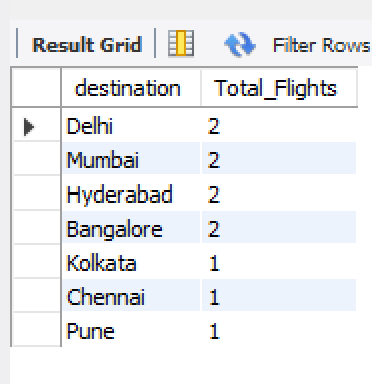 Result Grid Filter Rows
destination Total_Flights
Delhi 2
Mumbai 2
Hyderabad 2
Bangalore 2
Kolkata 1
Chennai 1
Pune 1